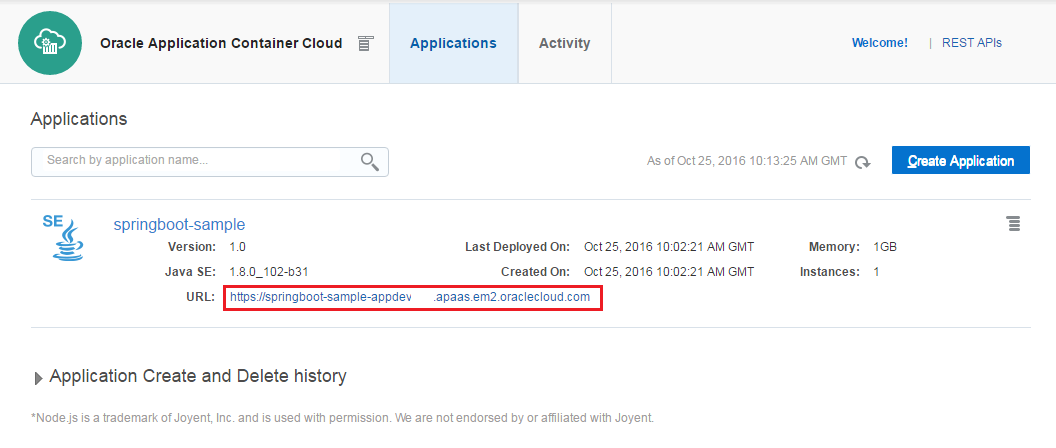 Oracle Application Container Cloud Applications Activity Welcome! | REST APIs
Applications
Search by application name... As of Oct 25, 2016 10:13:25 AM GMT Create Application
SE
springboot-sample
Version: 1.0 Last Deployed On: Oct 25, 2016 10:02:21 AM GMT Memory: 1GB
Java SE: 1.8.0_102-b31 Created On: Oct 25, 2016 10:02:21 AM GMT Instances: 1
URL: https://springboot-sample-appdev .apaas.em2.oraclecloud.com
Application Create and Delete history
*Node.js is a trademark of Joyent, Inc. and is used with permission. We are not endorsed by or affiliated with Joyent.